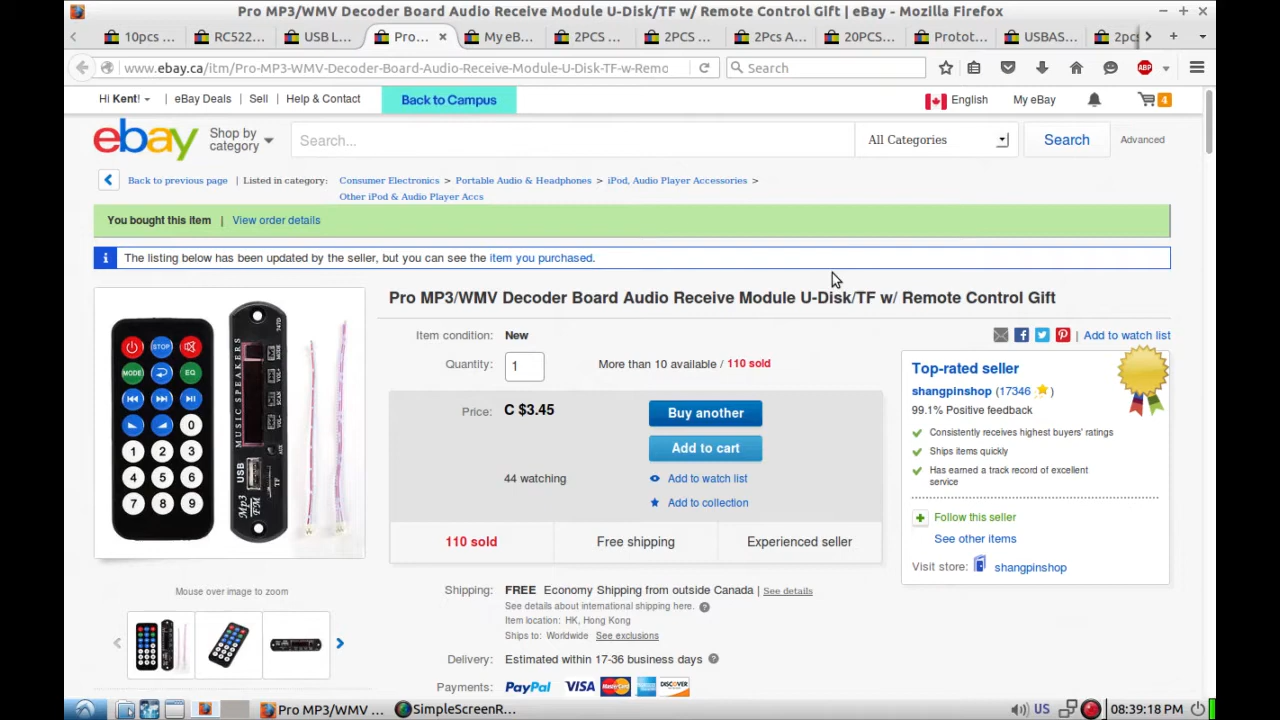 Pro MP3/WMV Decoder Board Audio Receive Module U-Disk/TF w/ Remote Control GIft | eBay - Mozilla Firefox
10pcs ... RC522... USB L... Pro... × My eB... 2PCS ... 2PCS ... 2Pcs A... 20PCS... Protot... USBAS... 2pcs
www.ebay.ca/itm/Pro-MP3-WMV-Decoder-Board-Audio-Receive-Module-U-Disk-TF-w-Remo Search ABP
Hi Kent! | eBay Deals | Sell | Help & Contact Back to Campus English My eBay 4
ebay Shop by category Search... All Categories Search Advanced
Back to previous page | Listed in category: Consumer Electronics > Portable Audio & Headphones > iPod, Audio Player Accessories >
Other iPod & Audio Player Accs
You bought this item | View order details
i The listing below has been updated by the seller, but you can see the item you purchased.
Pro MP3/WMV Decoder Board Audio Receive Module U-Disk/TF w/ Remote Control Gift
Item condition: New
Add to watch list
Quantity: 1 More than 10 available / 110 sold
Price: C $3.45 Buy another
Add to cart
44 watching Add to watch list
Add to collection
110 sold Free shipping Experienced seller
Top-rated seller
shangpinshop (17346 )
99.1% Positive feedback
Consistently receives highest buyers' ratings
Ships items quickly
Has earned a track record of excellent
service
Follow this seller
See other items
Visit store: shangpinshop
STOP
MODE EQ
0
1 2 3
4 5 6
7 8 9
MUSIC SPEAKERS
USB
TF
Mp3
FM
Mouse over image to zoom
Shipping: FREE Economy Shipping from outside Canada | See details
See details about international shipping here. ?
Item location: HK, Hong Kong
Ships to: Worldwide See exclusions
Delivery: Estimated within 17-36 business days ?
Payments: PayPal VISA MasterCard DISCOVER
Pro MP3/WMV ... SimpleScreenR... US 08:39:18 PM